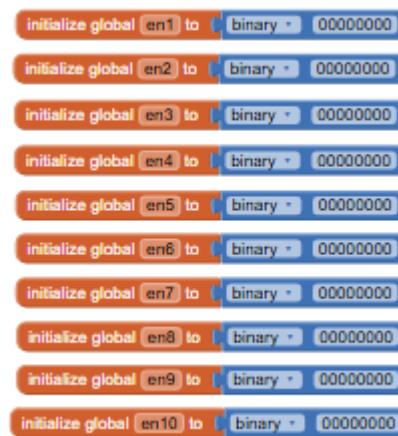 initialize global en1 to binary 00000000
initialize global en2 to binary 00000000
initialize global en3 to binary 00000000
initialize global en4 to binary 00000000
initialize global en5 to binary 00000000
initialize global en6 to binary 00000000
initialize global en7 to binary 00000000
initialize global en8 to binary 00000000
initialize global en9 to binary 00000000
initialize global en10 to binary 00000000